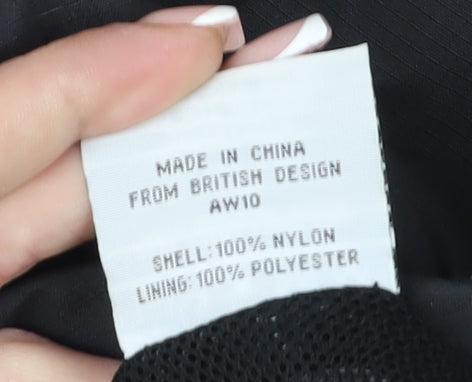 MADE IN CHINA
FROM BRITISH DESIGN
AW10
SHELL:100% NYLON
LINING:100% POLYESTER